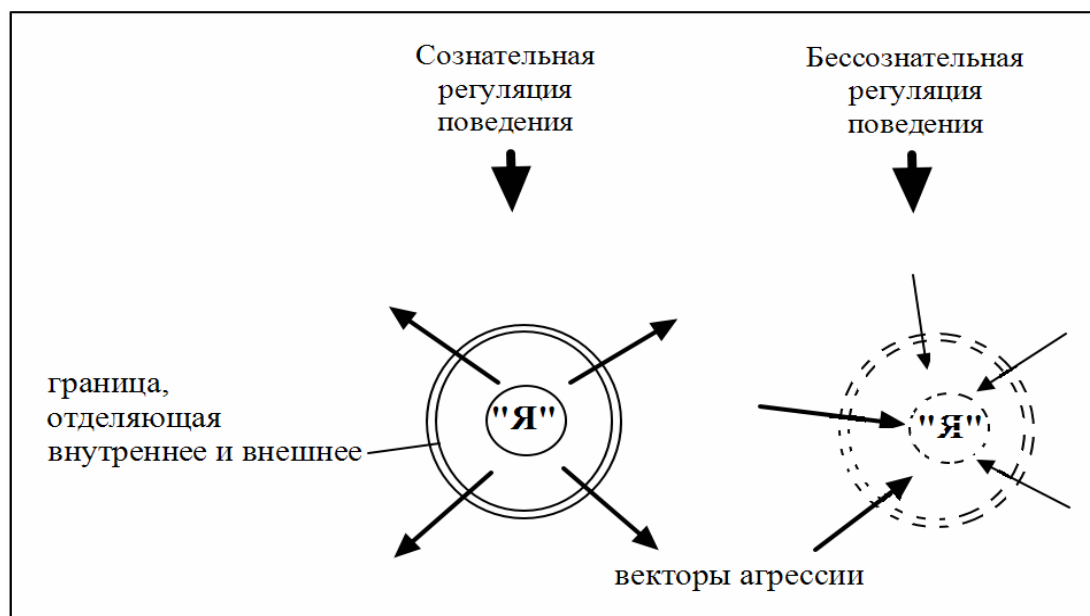 Сознательная
регуляция
поведения
Бессознательная
регуляция
поведения
граница,
отделяющая
внутреннее и внешнее
"Я"
"Я"
векторы агрессии